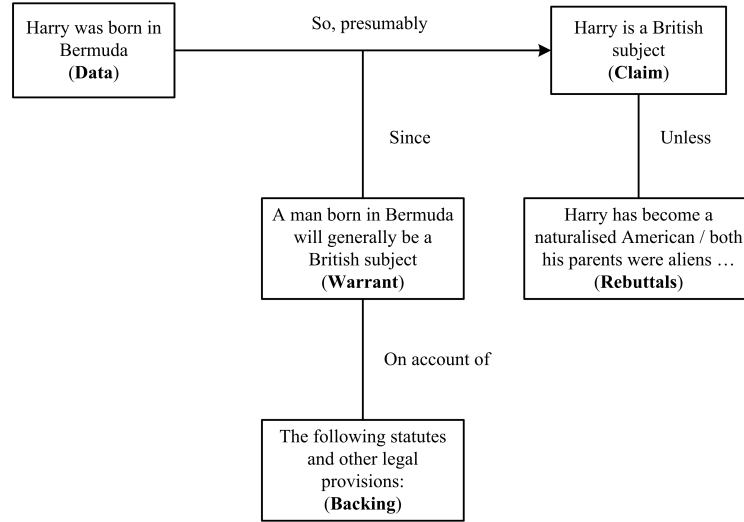 Harry was born in
Bermuda
(Data)
So, presumably
Harry is a British
subject
(Claim)
Since
Unless
A man born in Bermuda
will generally be a
British subject
(Warrant)
Harry has become a
naturalised American / both
his parents were aliens …
(Rebuttals)
On account of
The following statutes
and other legal
provisions:
(Backing)